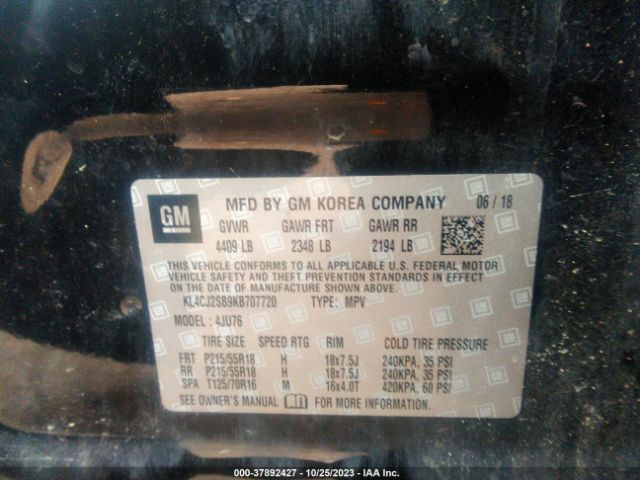 GM
MFD BY GM KOREA COMPANY 06 / 18
GVWR GAWR FRT GAWR RR
4409 LB 2348 LB 2194 LB
THIS VEHICLE CONFORMS TO ALL APPLICABLE U.S. FEDERAL MOTOR
VEHICLE SAFETY AND THEFT PREVENTION STANDARDS IN EFFECT
ON THE DATE OF MANUFACTURE SHOWN ABOVE.
KL4CJ2SB9KB707720 TYPE: MPV
MODEL : 4JU76
TIRE SIZE SPEED RTG RIM COLD TIRE PRESSURE
FRT P215/55R18 H 18x7.5J 240KPA, 35 PSI
RR P215/55R18 H 18x7.5J 240KPA, 35 PSI
SPA T125/70R16 M 16x4.0T 420KPA, 60 PSI
SEE OWNER'S MANUAL FOR MORE INFORMATION.
000-37892427 - 10/25/2023 - IAA Inc.